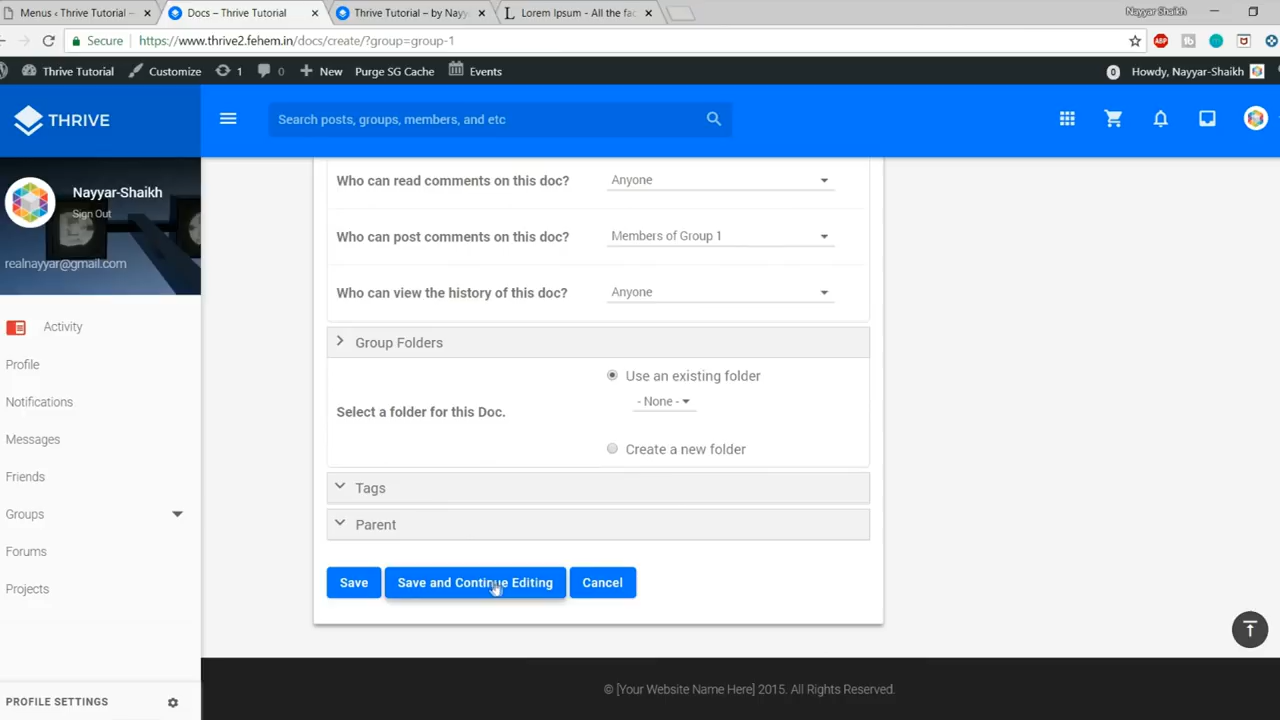 Menus ‹ Thrive Tutorial –
Docs – Thrive Tutorial
Thrive Tutorial – by Nayy
Lorem Ipsum - All the fac
Nayyar Shaikh
Secure
https://www.thrive2.fehem.in/docs/create/?group=group-1
ABP
Thrive Tutorial
Customize
1
0
New
Purge SG Cache
Events
0
Howdy, Nayyar-Shaikh
THRIVE
Search posts, groups, members, and etc
Nayyar-Shaikh
Sign Out
realnayyar@gmail.com
Activity
Profile
Notifications
Messages
Friends
Groups
Forums
Projects
PROFILE SETTINGS
Who can read comments on this doc?
Anyone
Who can post comments on this doc?
Members of Group 1
Who can view the history of this doc?
Anyone
Group Folders
Select a folder for this Doc.
Use an existing folder
- None -
Create a new folder
Tags
Parent
Save
Save and Continue Editing
Cancel
© [Your Website Name Here] 2015. All Rights Reserved.